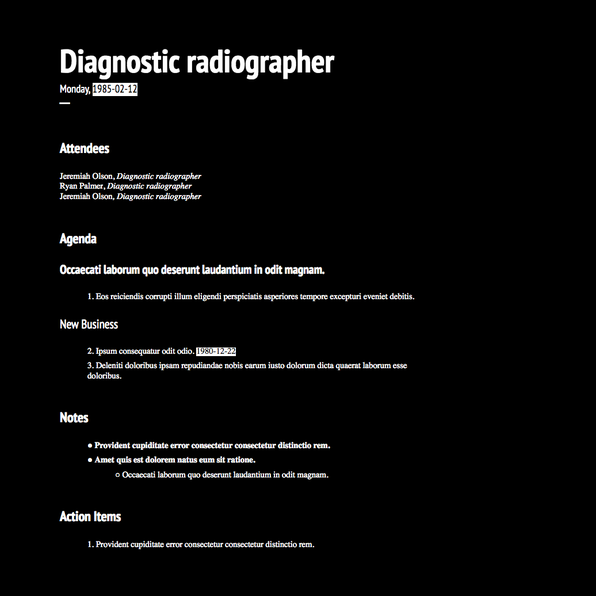 Diagnostic radiographer
Monday, 1985-02-12
Attendees
Jeremiah Olson, Diagnostic radiographer
Ryan Palmer, Diagnostic radiographer
Jeremiah Olson, Diagnostic radiographer
Agenda
Occaecati laborum quo deserunt laudantium in odit magnam.
1. Eos reiciendis corrupti illum eligendi perspiciatis asperiores tempore excepturi eveniet debitis.
New Business
2. Ipsum consequatur odit odio. 1980-12-22
3. Deleniti doloribus ipsam repudiandae nobis earum iusto dolorum dicta quaerat laborum esse
doloribus.
Notes
● Provident cupiditate error consectetur consectetur distinctio rem.
● Amet quis est dolorem natus eum sit ratione.
○ Occaecati laborum quo deserunt laudantium in odit magnam.
Action Items
1. Provident cupiditate error consectetur consectetur distinctio rem.